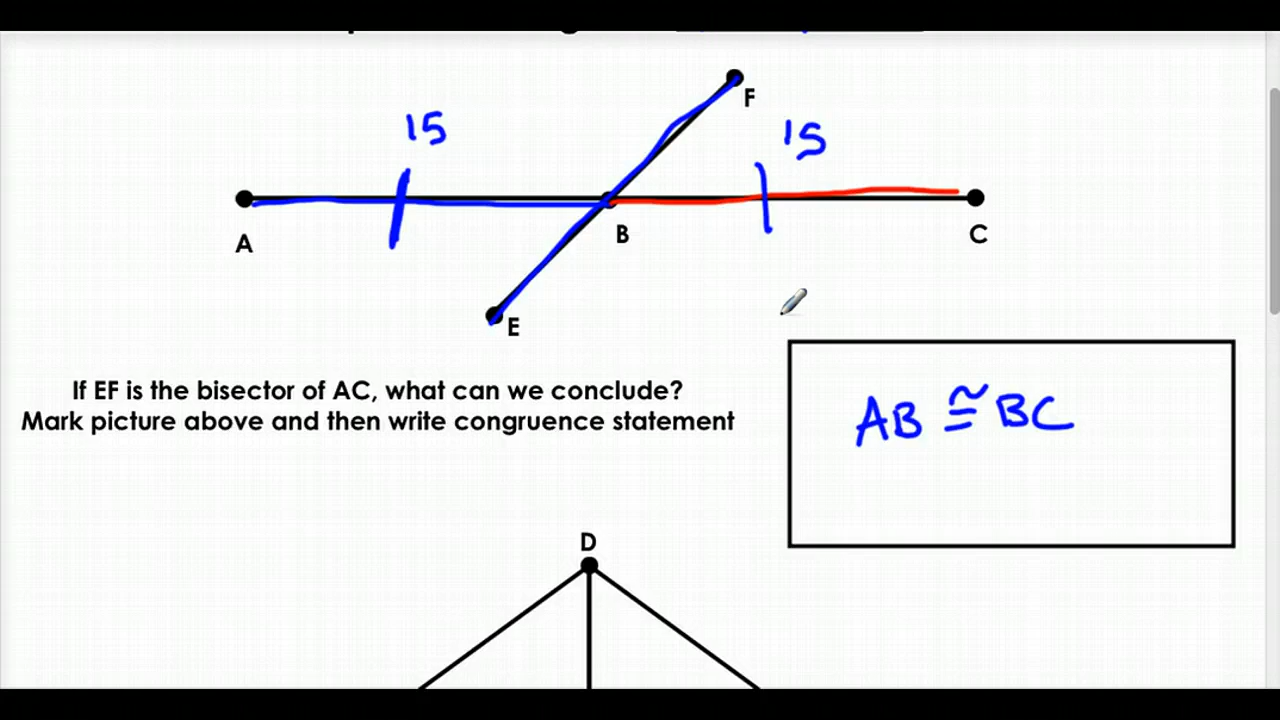 F
15
15
A
B
C
E
If EF is the bisector of AC, what can we conclude?
Mark picture above and then write congruence statement
AB ≅ BC
D